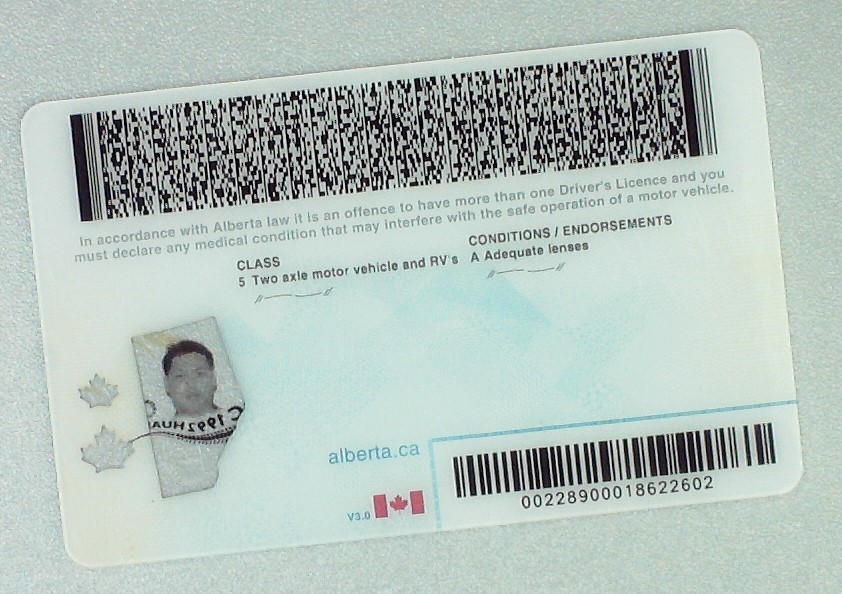 In accordance with Alberta law it is an offence to have more than one Driver's Licence and you
must declare any medical condition that may interfere with the safe operation of a motor vehicle.
CLASS
5 Two axle motor vehicle and RV's
CONDITIONS / ENDORSEMENTS
A Adequate lenses
alberta.ca
V3.0
00228900018622602